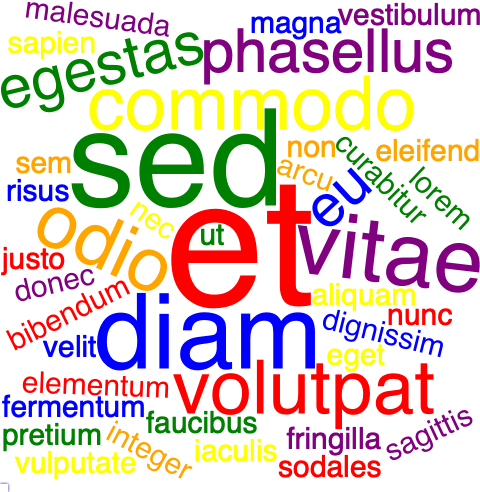 malesuada
magna
vestibulum
sapien
egestas
phasellus
commodo
sed
non
curabitur
eleifend
sem
arcu
lorem
risus
eu
nec
ut
odio
et
vitae
justo
donec
aliquam
bibendum
nunc
diam
dignissim
velit
eget
elementum
volutpat
fermentum
faucibus
sagittis
pretium
integer
fringilla
iaculis
vulputate
sodales